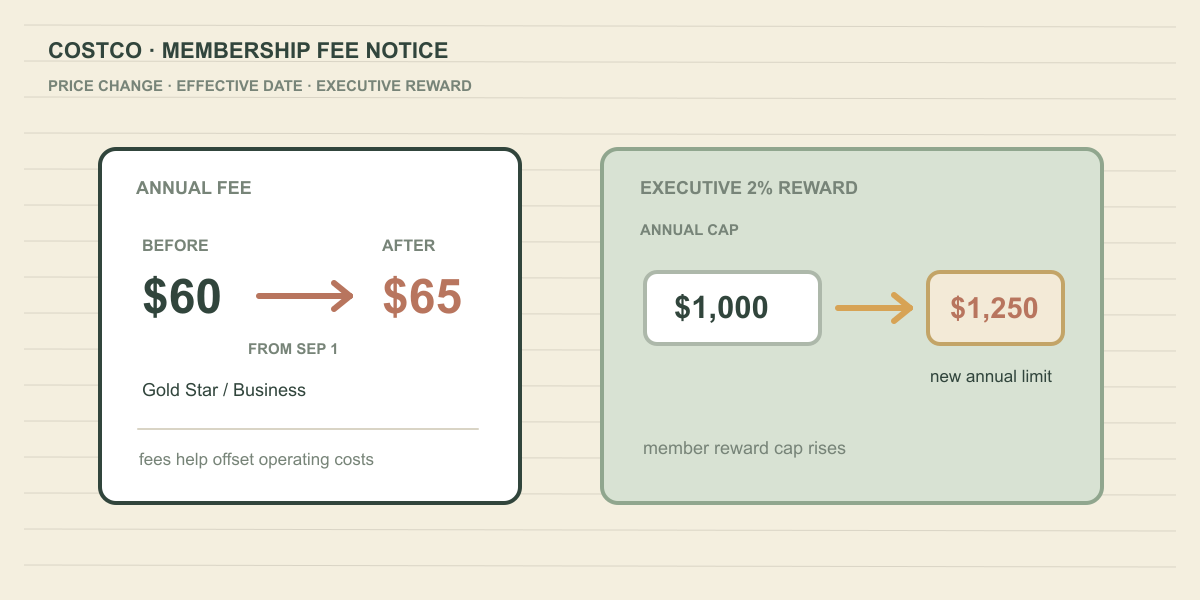 COSTCO · MEMBERSHIP FEE NOTICE
PRICE CHANGE · EFFECTIVE DATE · EXECUTIVE REWARD
ANNUAL FEE
BEFORE
AFTER
$60
$65
FROM SEP 1
Gold Star / Business
fees help offset operating costs
EXECUTIVE 2% REWARD
ANNUAL CAP
$1,000
$1,250
new annual limit
member reward cap rises